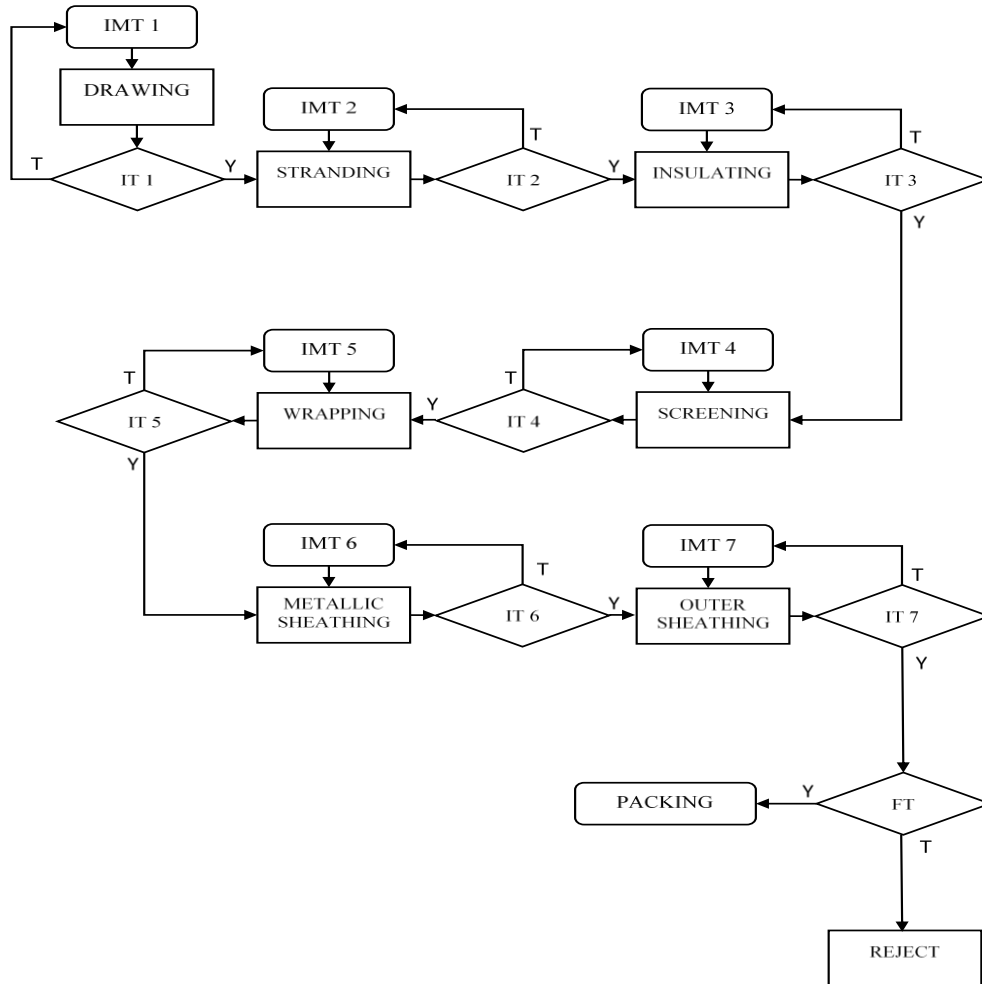 IMT 1
DRAWING
T
IT 1
Y
IMT 2
STRANDING
T
IT 2
Y
IMT 3
INSULATING
T
IT 3
Y
IMT 4
SCREENING
T
IT 4
Y
IMT 5
WRAPPING
T
IT 5
Y
IMT 6
METALLIC
SHEATHING
T
IT 6
Y
IMT 7
OUTER
SHEATHING
T
IT 7
Y
FT
Y
PACKING
T
REJECT